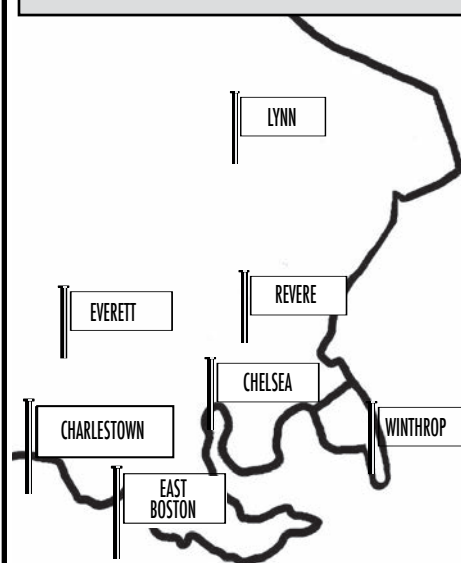 LYNN
REVERE
EVERETT
CHELSEA
CHARLESTOWN
WINTHROP
EAST
BOSTON